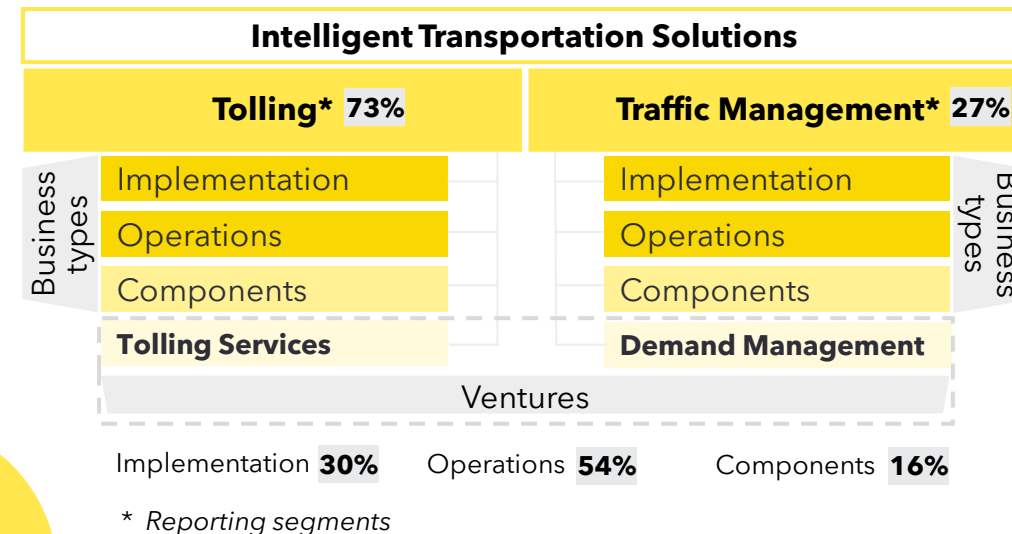 Intelligent Transportation Solutions
Tolling* 73%
Traffic Management* 27%
Business
types
Implementation
Operations
Components
Tolling Services
Implementation
Operations
Components
Demand Management
Business
types
Ventures
Implementation 30% Operations 54% Components 16%
* Reporting segments